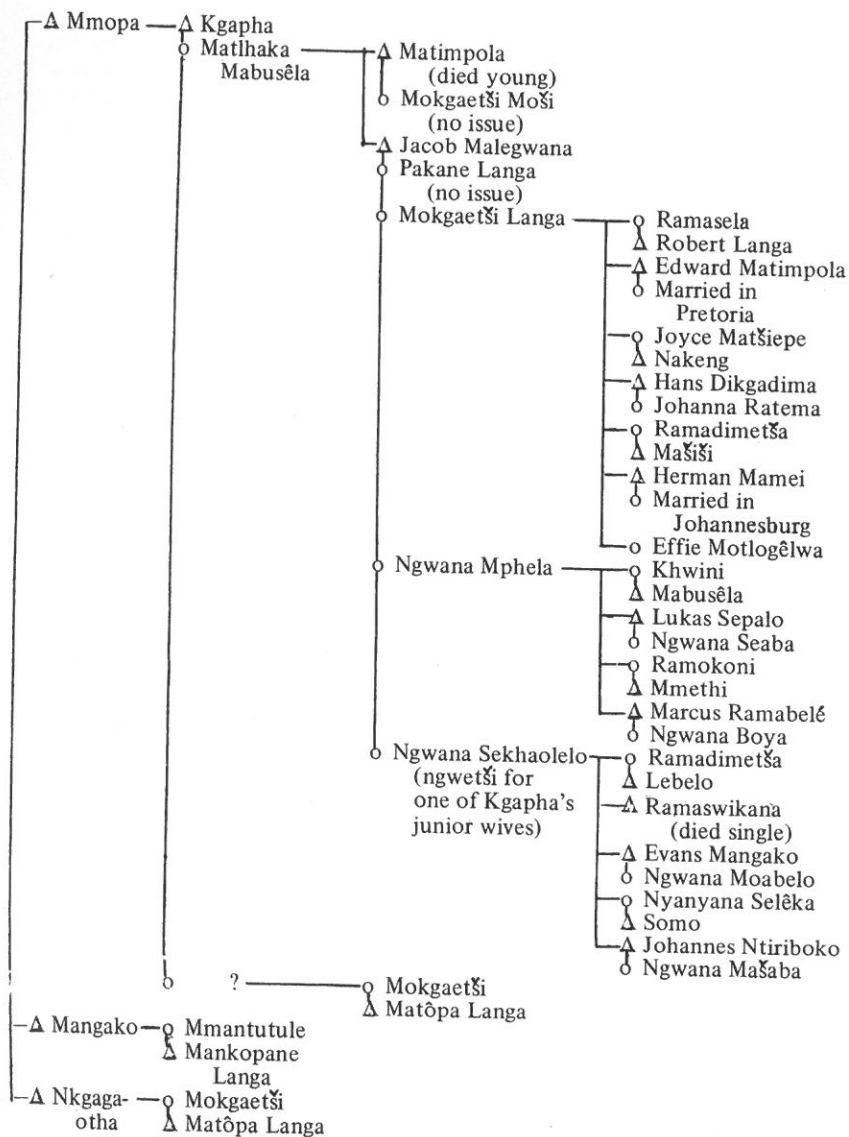 Δ Mmopa Δ Kgapha
o Matlhaka Δ Matimpola
Mabusêla (died young)
o Mokgaetši Moši
(no issue)
Δ Jacob Malegwana
o Pakane Langa
(no issue)
o Mokgaetši Langa o Ramasela
Δ Robert Langa
Δ Edward Matimpola
o Married in
Pretoria
o Joyce Matšiepe
Δ Nakeng
Δ Hans Dikgadima
o Johanna Ratema
o Ramadimetša
Δ Mašiši
Δ Herman Mamei
o Married in
Johannesburg
o Effie Motlogêlwa
o Ngwana Mphela o Khwini
Δ Mabusêla
Δ Lukas Sepalo
o Ngwana Seaba
o Ramokoni
Δ Mmethi
Δ Marcus Ramabelé
o Ngwana Boya
o Ngwana Sekhaolelo o Ramadimetša
(ngwetši for Δ Lebelo
one of Kgapha's Δ Ramaswikana
junior wives) (died single)
Δ Evans Mangako
o Ngwana Moabelo
o Nyanyana Selêka
Δ Somo
Δ Johannes Ntiriboko
o Ngwana Mašaba
o ? o Mokgaetši
Δ Matôpa Langa
Δ Mangako o Mmantutule
Δ Mankopane
Langa
Δ Nkgaga- o Mokgaetši
otha Δ Matôpa Langa